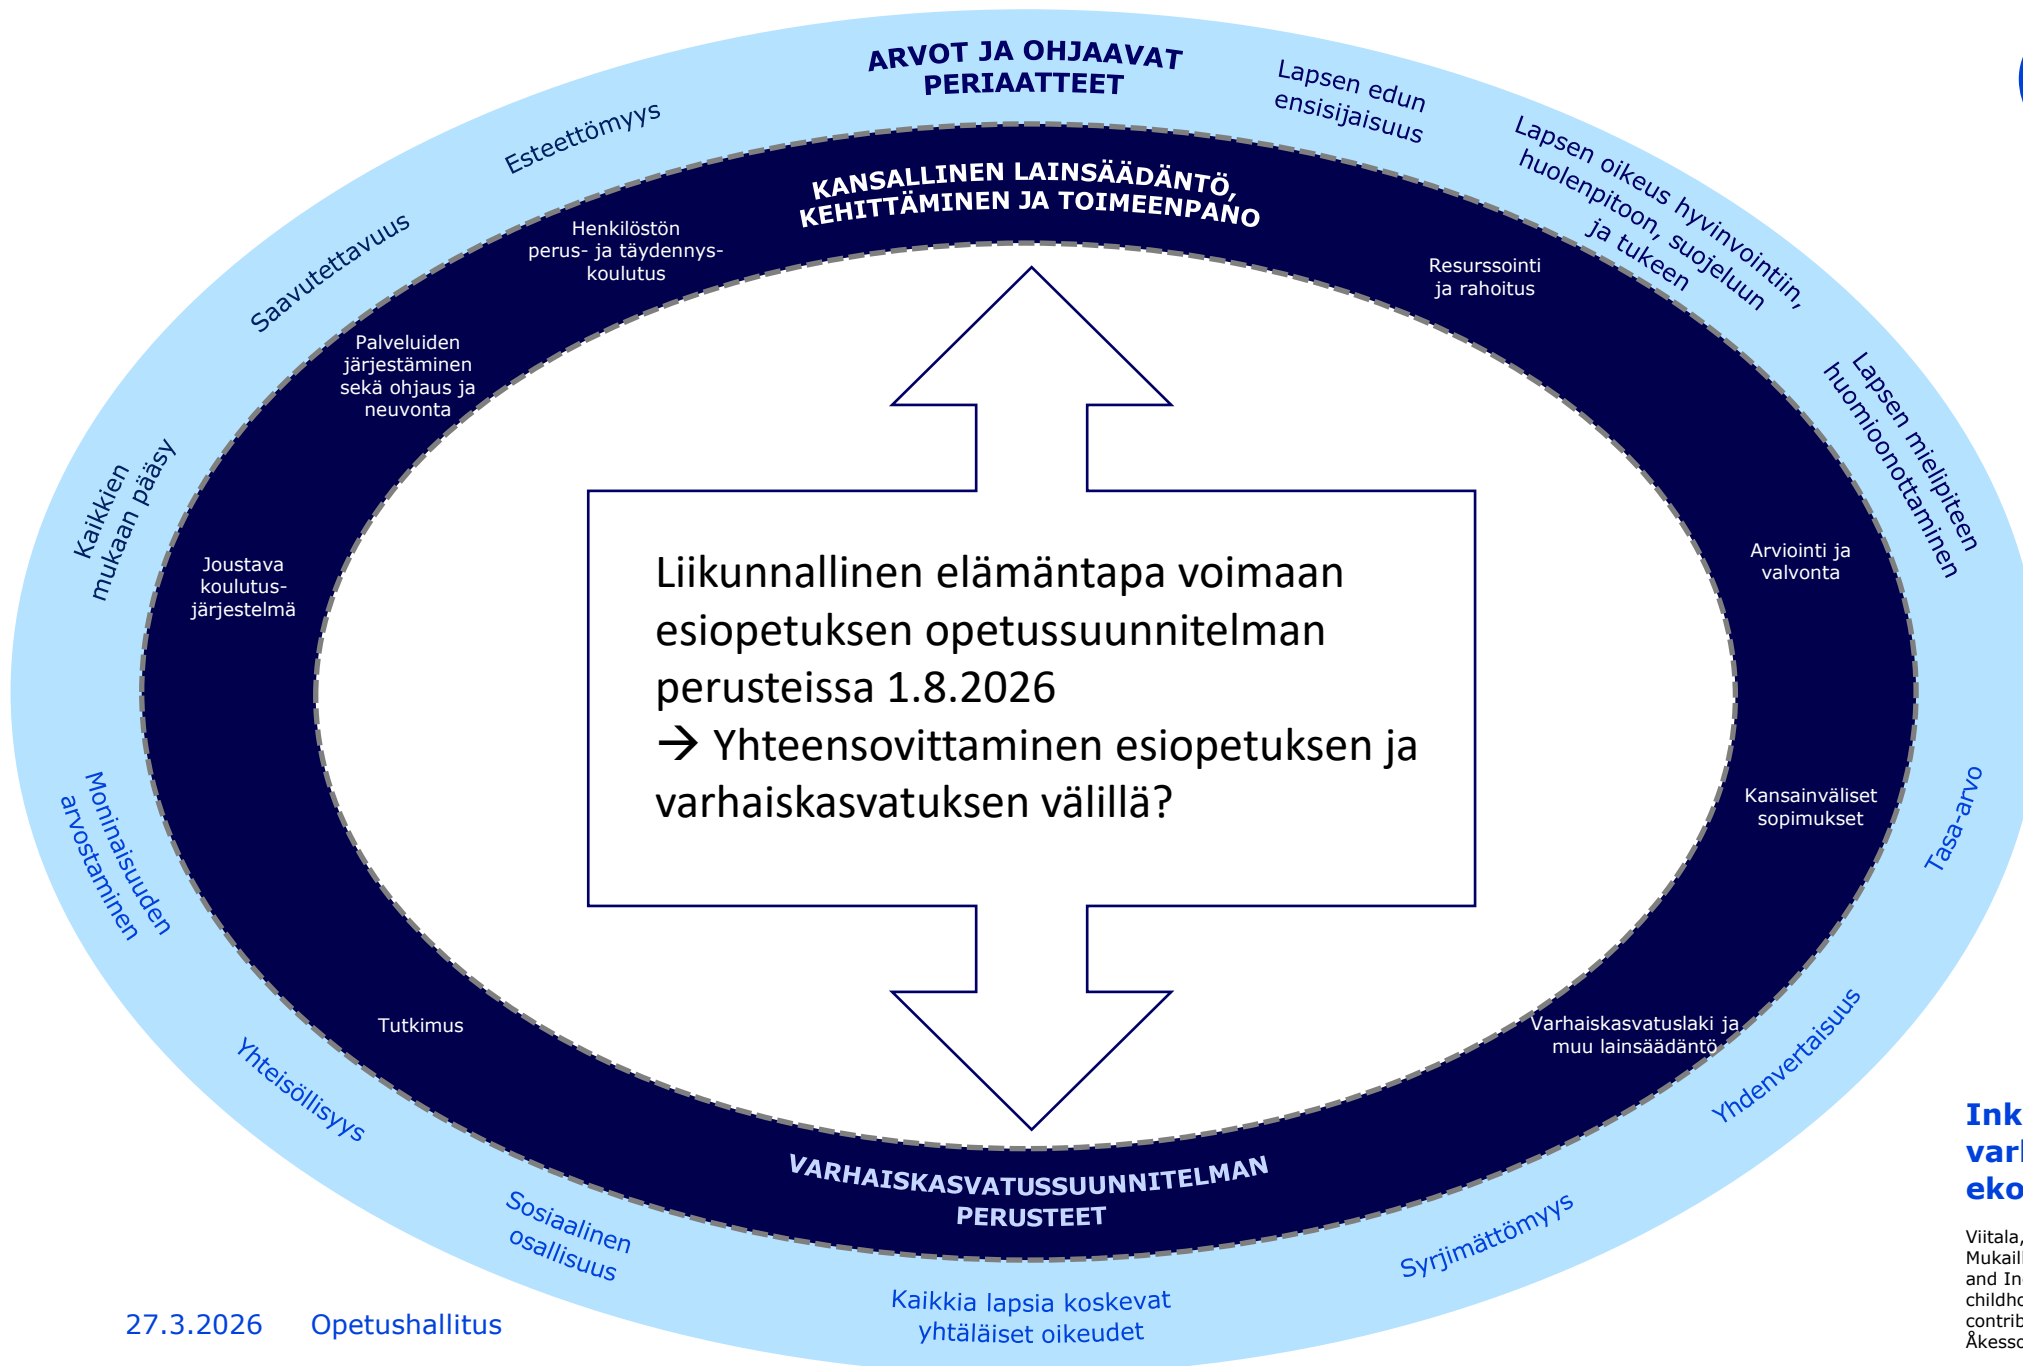 ARVOT JA OHJAAVAT
PERIAATTEET
Lapsen edun
ensisijaisuus
Lapsen oikeus hyvinvointiin,
huolenpitoon, suojeluun
ja tukeen
Lapsen mielipiteen
huomioonottaminen
Tasa-arvo
Yhdenvertaisuus
Syrjimättömyys
Kaikkia lapsia koskevat
yhtäläiset oikeudet
Sosiaalinen
osallisuus
Yhteisöllisyys
Moninaisuuden
arvostaminen
Kaikkien
mukaan pääsy
Saavutettavuus
Esteettömyys
KANSALLINEN LAINSÄÄDÄNTÖ,
KEHITTÄMINEN JA TOIMEENPANO
Resurssointi
ja rahoitus
Arviointi ja
valvonta
Kansainväliset
sopimukset
Varhaiskasvatuslaki ja
muu lainsäädäntö
VARHAISKASVATUSSUUNNITELMAN
PERUSTEET
Tutkimus
Joustava
koulutus-
järjestelmä
Palveluiden
järjestäminen
sekä ohjaus ja
neuvonta
Henkilöstön
perus- ja täydennys-
koulutus
Liikunnallinen elämäntapa voimaan
esiopetuksen opetussuunnitelman
perusteissa 1.8.2026
→ Yhteensovittaminen esiopetuksen ja
varhaiskasvatuksen välillä?
Viitala,
and
27.3.2026 Opetushallitus